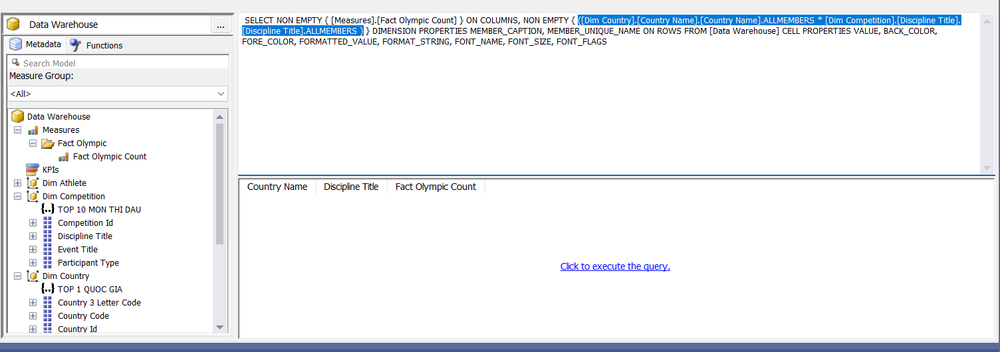 Data Warehouse
...
Metadata
Functions
Search Model
Measure Group:
<All>
Data Warehouse
Measures
Fact Olympic
Fact Olympic Count
KPIs
Dim Athlete
Dim Competition
TOP 10 MON THI DAU
Competition Id
Discipline Title
Event Title
Participant Type
Dim Country
TOP 1 QUOC GIA
Country 3 Letter Code
Country Code
Country Id
SELECT NON EMPTY { [Measures].[Fact Olympic Count] } ON COLUMNS, NON EMPTY { ([Dim Country].[Country Name].[Country Name].ALLMEMBERS * [Dim Competition].[Discipline Title].
[Discipline Title].ALLMEMBERS ) } DIMENSION PROPERTIES MEMBER_CAPTION, MEMBER_UNIQUE_NAME ON ROWS FROM [Data Warehouse] CELL PROPERTIES VALUE, BACK_COLOR,
FORE_COLOR, FORMATTED_VALUE, FORMAT_STRING, FONT_NAME, FONT_SIZE, FONT_FLAGS
Country Name Discipline Title Fact Olympic Count
Click to execute the query.